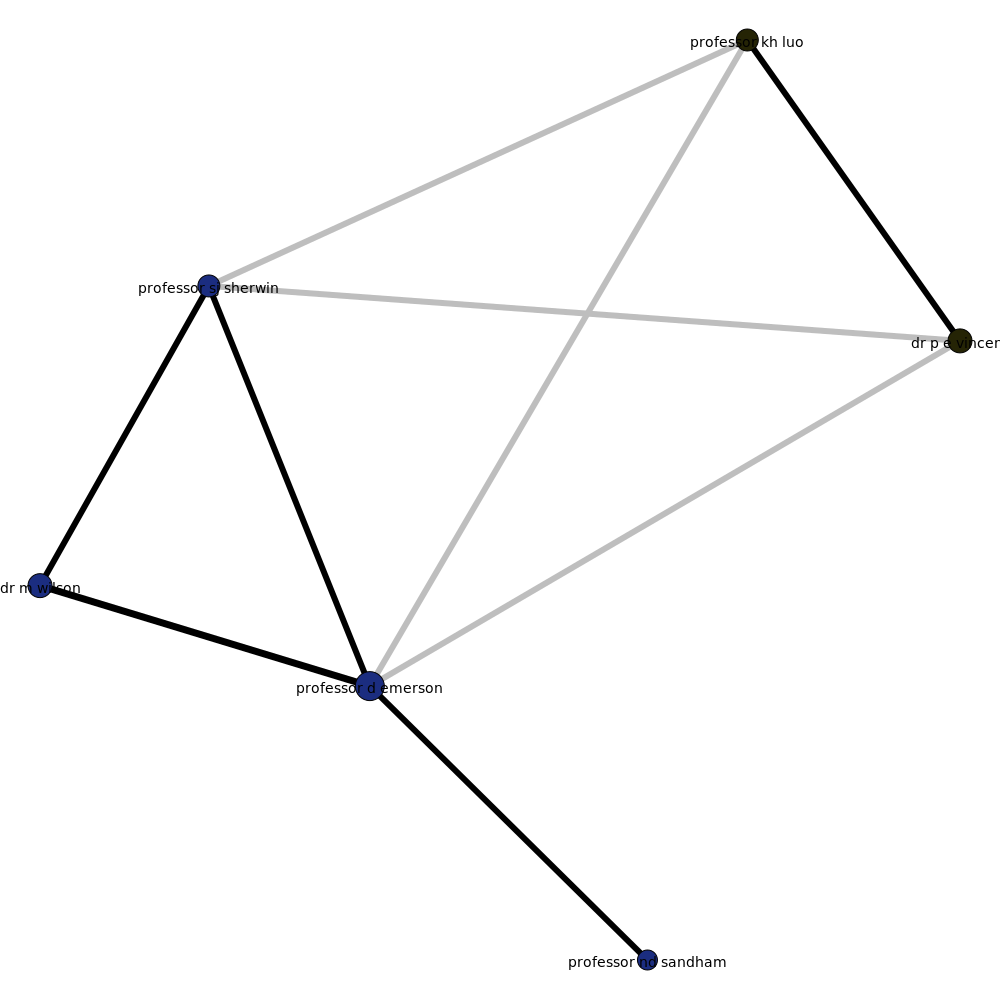 professor kh luo
professor sj sherwin
dr p e vincen
dr m wilson
professor d emerson
professor nd sandham